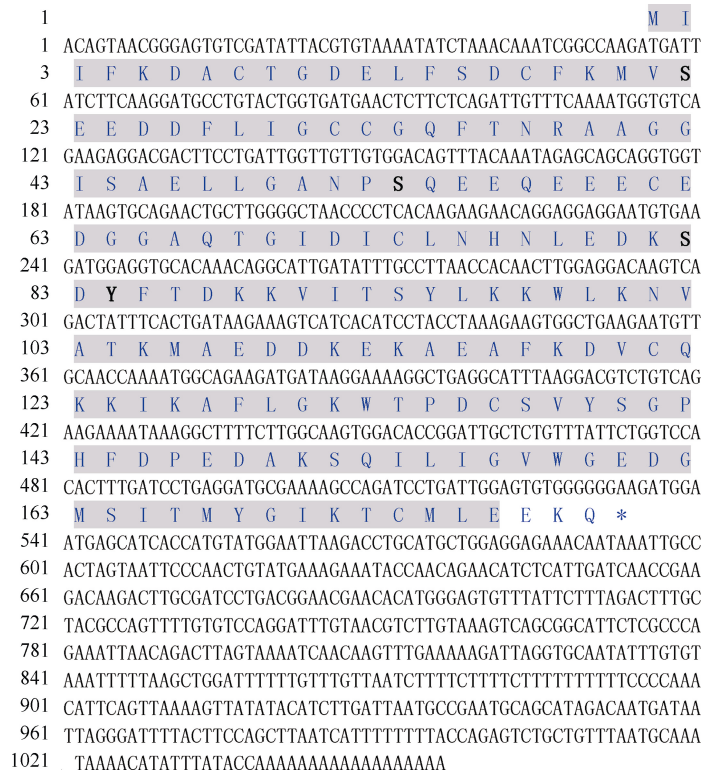 1 M I
1 ACAGTAACGGGAGTGTCGATATTACGTGTAAAATATCTAAACAAATCGGCCAAGATGATT
3 I F K D A C T G D E L F S D C F K M V S
61 ATCTTCAAGGATGCCTGTACTGGTGATGAACTCTTCTCAGATTGTTTCAAAATGGTGTCA
23 E E D D F L I G C C G Q F T N R A A G G
121 GAAGAGGACGACTTCCTGATTGGTTGTTGTGGACAGTTTACAAATAGAGCAGCAGGTGGT
43 I S A E L L G A N P S Q E E Q E E E C E
181 ATAAGTGCAGAACTGCTTGGGGCTAACCCCTCACAAGAAGAACAGGAGGAGGAATGTGAA
63 D G G A Q T G I D I C L N H N L E D K S
241 GATGGAGGTGCACAAACAGGCATTGATATTTGCCTTAACCACAACTTGGAGGACAAGTCA
83 D Y F T D K K V I T S Y L K K W L K N V
301 GACTATTTCACTGATAAGAAAGTCATCACATCCTACCTAAAGAAGTGGCTGAAGAATGTT
103 A T K M A E D D K E K A E A F K D V C Q
361 GCAACCAAAATGGCAGAAGATGATAAGGAAAAGGCTGAGGCATTTAAGGACGTCTGTCAG
123 K K I K A F L G K W T P D C S V Y S G P
421 AAGAAAATAAAGGCTTTTCTTGGCAAGTGGACACCGGATTGCTCTGTTTATTCTGGTCCA
143 H F D P E D A K S Q I L I G V W G E D G
481 CACTTTGATCCTGAGGATGCGAAAAGCCAGATCCTGATTGGAGTGTGGGGGGAAGATGGA
163 M S I T M Y G I K T C M L E E K Q *
541 ATGAGCATCACCATGTATGGAATTAAGACCTGCATGCTGGAGGAGAAACAATAAATTGCC
601 ACTAGTAATTCCCAACTGTATGAAAGAAATACCAACAGAACATCTCATTGATCAACCGAA
661 GACAAGACTTGCGATCCTGACGGAACGAACACATGGGAGTGTTTATTCTTTAGACTTTGC
721 TACGCCAGTTTTGTGTCCAGGATTTGTAACGTCTTGTAAAGTCAGCGGCATTCTCGCCCA
781 GAAATTAACAGACTTAGTAAAATCAACAAGTTTGAAAAAGATTAGGTGCAATATTTGTGT
841 AAATTTTTAAGCTGGATTTTTTGTTTGTTAATCTTTTCTTTTCTTTTTTTTTTCCCCAAA
901 CATTCAGTTAAAAGTTATATACATCTTGATTAATGCCGAATGCAGCATAGACAATGATAA
961 TTAGGGATTTTACTTCCAGCTTAATCATTTTTTTTACCAGAGTCTGCTGTTTAATGCAAA
1021 TAAAACATATTTATACCAAAAAAAAAAAAAAAAAA